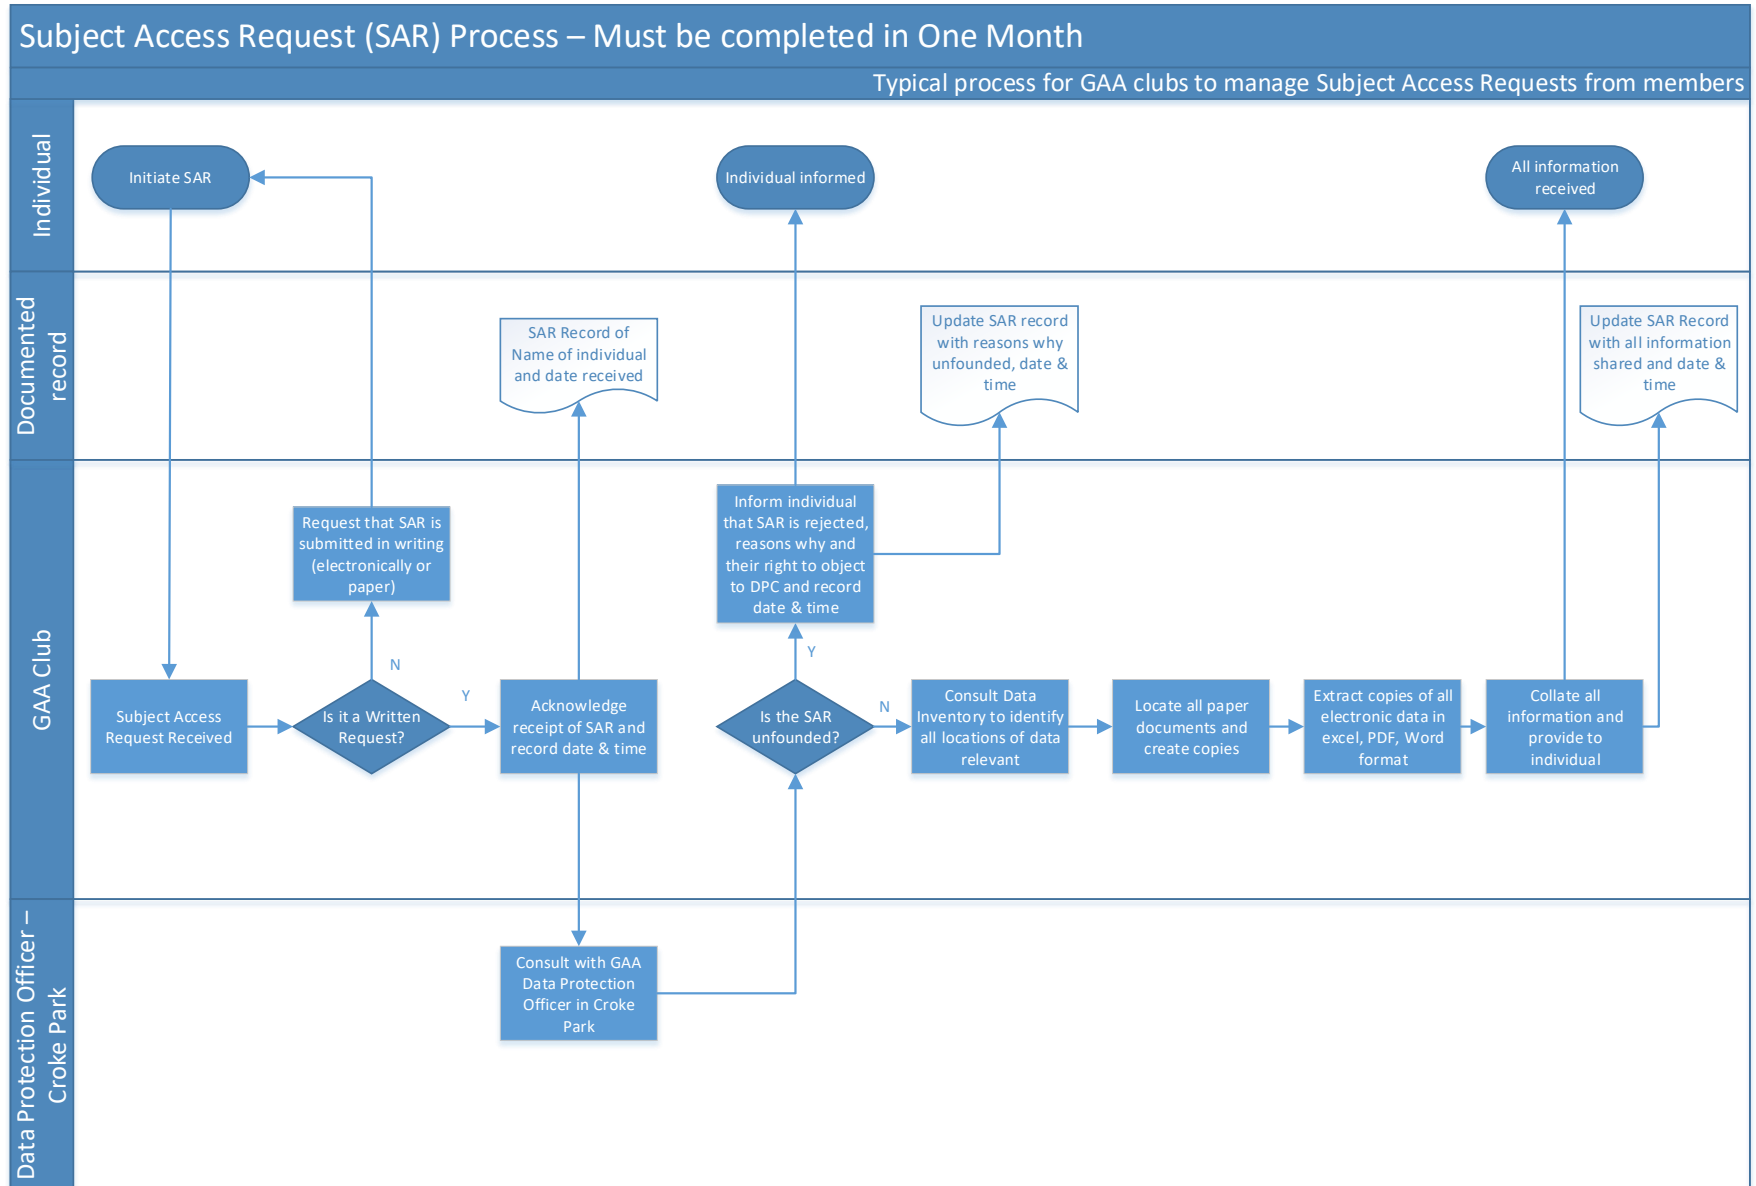 Subject Access Request (SAR) Process – Must be completed in One Month
Typical process for GAA clubs to manage Subject Access Requests from members
Individual
Initiate SAR
Individual informed
All information
received
Documented
record
SAR Record of
Name of individual
and date received
Update SAR record
with reasons why
unfounded, date &
time
Update SAR Record
with all information
shared and date &
time
GAA Club
Request that SAR is
submitted in writing
(electronically or
paper)
Inform individual
that SAR is rejected,
reasons why and
their right to object
to DPC and record
date & time
N
Y
Y
N
Subject Access
Request Received
Is it a Written
Request?
Acknowledge
receipt of SAR and
record date & time
Is the SAR
unfounded?
Consult Data
Inventory to identify
all locations of data
relevant
Locate all paper
documents and
create copies
Extract copies of all
electronic data in
excel, PDF, Word
format
Collate all
information and
provide to
individual
Data Protection Officer –
Croke Park
Consult with GAA
Data Protection
Officer in Croke
Park